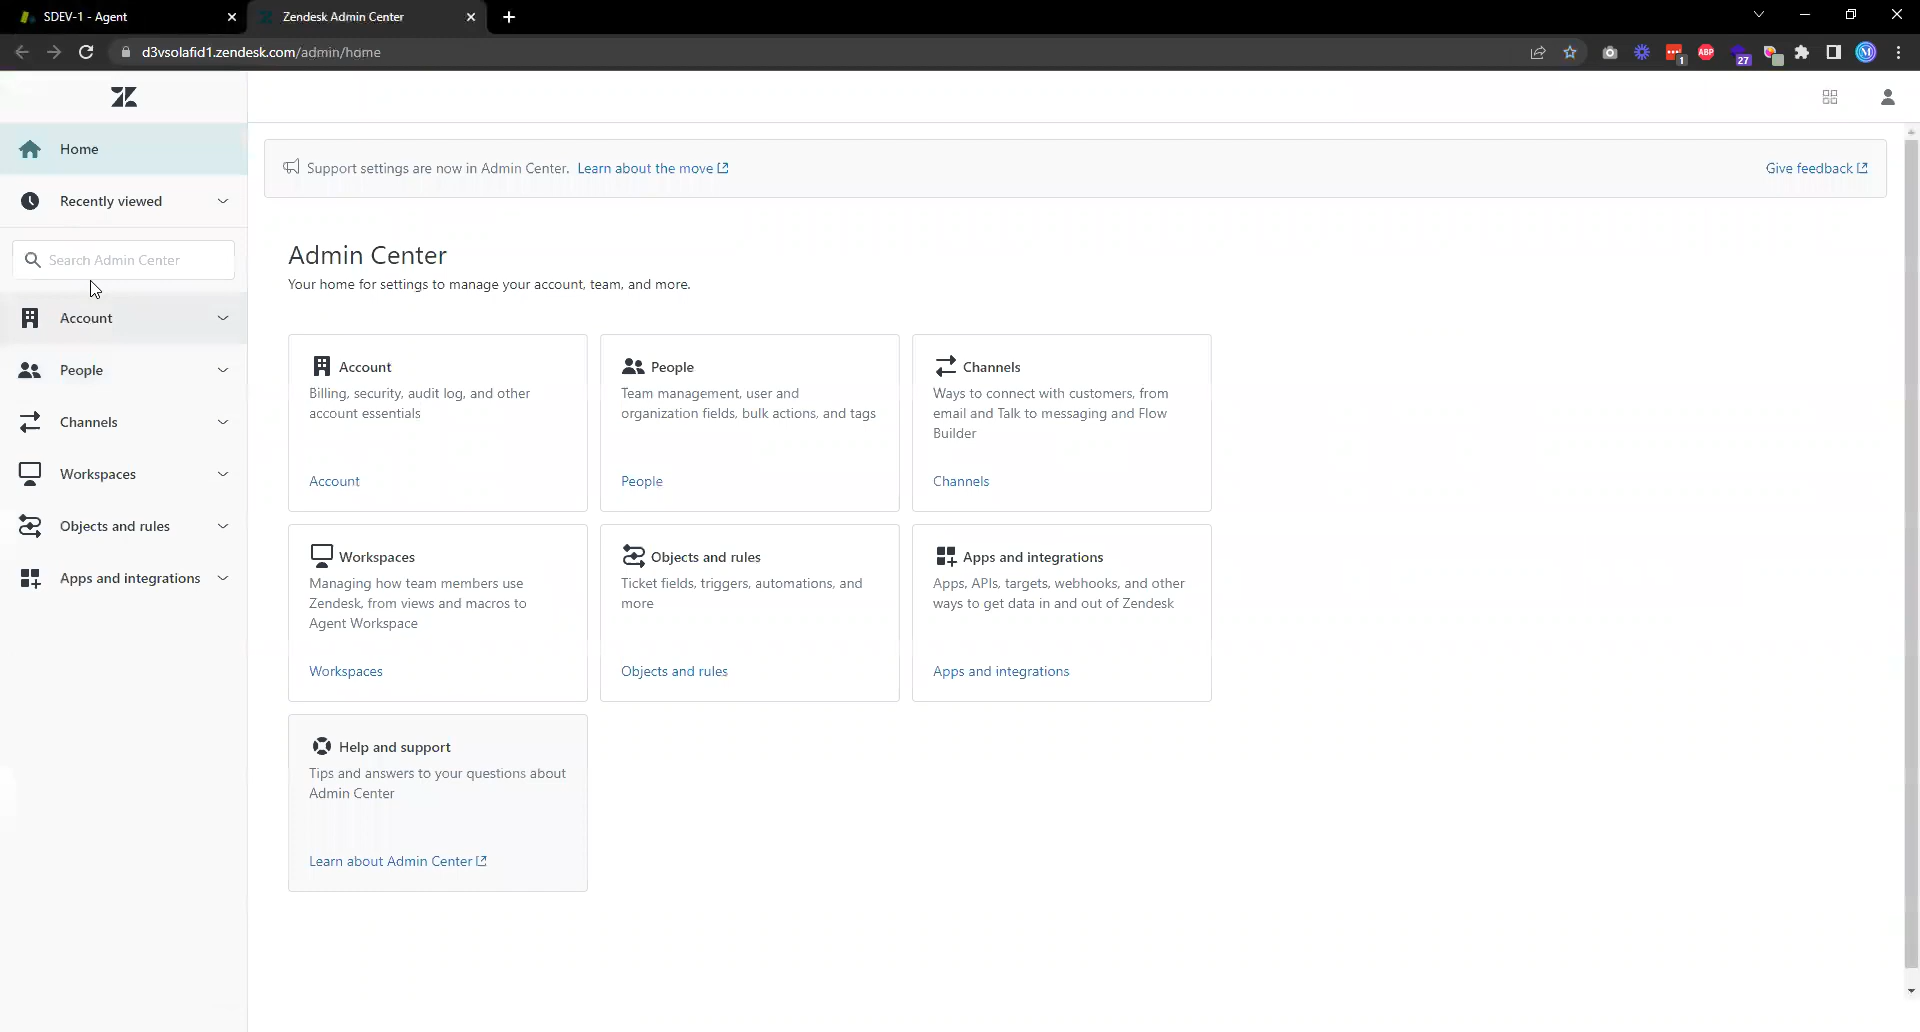 SDEV-1 - Agent
Zendesk Admin Center
d3vsolafid1.zendesk.com/admin/home
1
ABP
27
M
Home
Recently viewed
Search Admin Center
Account
People
Channels
Workspaces
Objects and rules
Apps and integrations
Support settings are now in Admin Center. Learn about the move
Give feedback
Admin Center
Your home for settings to manage your account, team, and more.
Account
Billing, security, audit log, and other
account essentials
Account
People
Team management, user and
organization fields, bulk actions, and tags
People
Channels
Ways to connect with customers, from
email and Talk to messaging and Flow
Builder
Channels
Workspaces
Managing how team members use
Zendesk, from views and macros to
Agent Workspace
Workspaces
Objects and rules
Ticket fields, triggers, automations, and
more
Objects and rules
Apps and integrations
Apps, APIs, targets, webhooks, and other
ways to get data in and out of Zendesk
Apps and integrations
Help and support
Tips and answers to your questions about
Admin Center
Learn about Admin Center